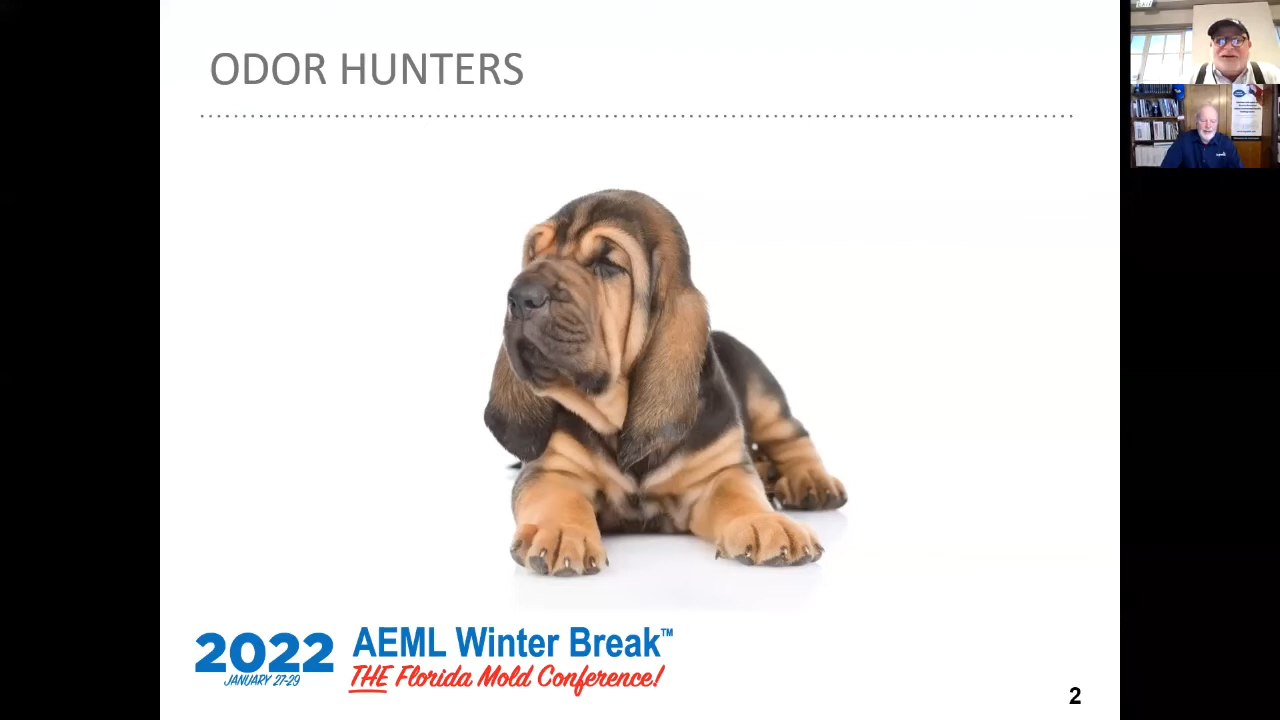 ODOR HUNTERS
2022
JANUARY 27-29
AEML Winter Break™
THE Florida Mold Conference!
2